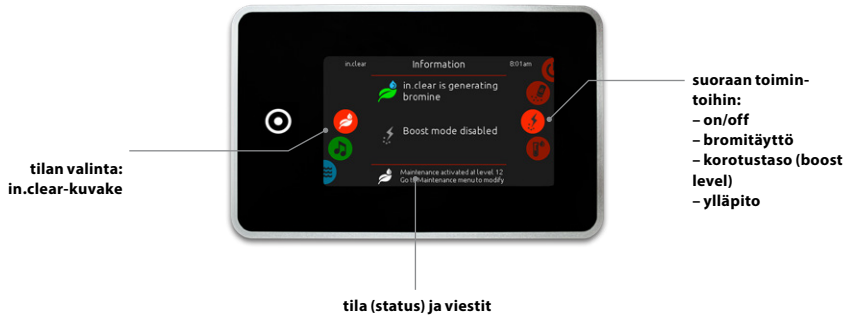 in.clear
Information
8:01am
in.clear is generating
bromine
Boost mode disabled
Maintenance activated at level 12
Go to Maintenance menu to modify
tilan valinta:
in.clear-kuvake
suoraan toimin-
toihin:
– on/off
– bromitäyttö
– korotustaso (boost
level)
– ylläpito
tila (status) ja viestit